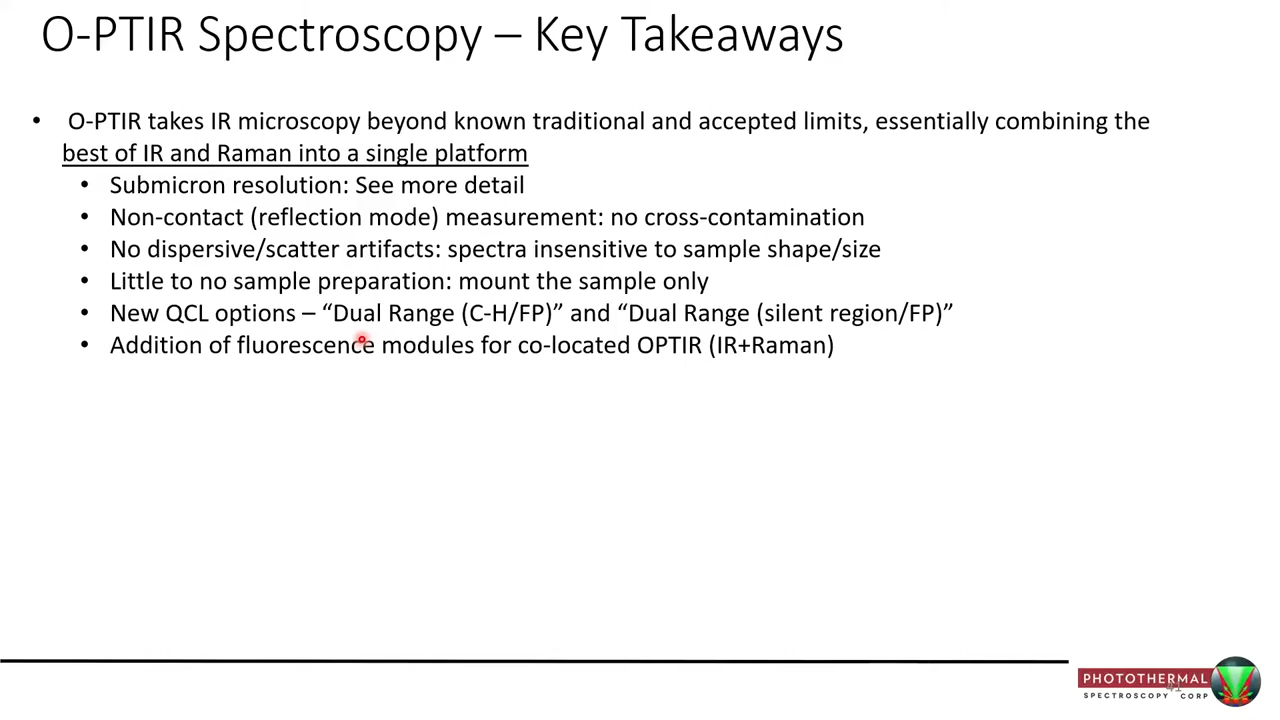 O-PTIR Spectroscopy – Key Takeaways
• O-PTIR takes IR microscopy beyond known traditional and accepted limits, essentially combining the
best of IR and Raman into a single platform
• Submicron resolution: See more detail
• Non-contact (reflection mode) measurement: no cross-contamination
• No dispersive/scatter artifacts: spectra insensitive to sample shape/size
• Little to no sample preparation: mount the sample only
• New QCL options – “Dual Range (C-H/FP)” and “Dual Range (silent region/FP)”
• Addition of fluorescence modules for co-located OPTIR (IR+Raman)
PHOTOTHERMAL
41
SPECTROSCOPY CORP